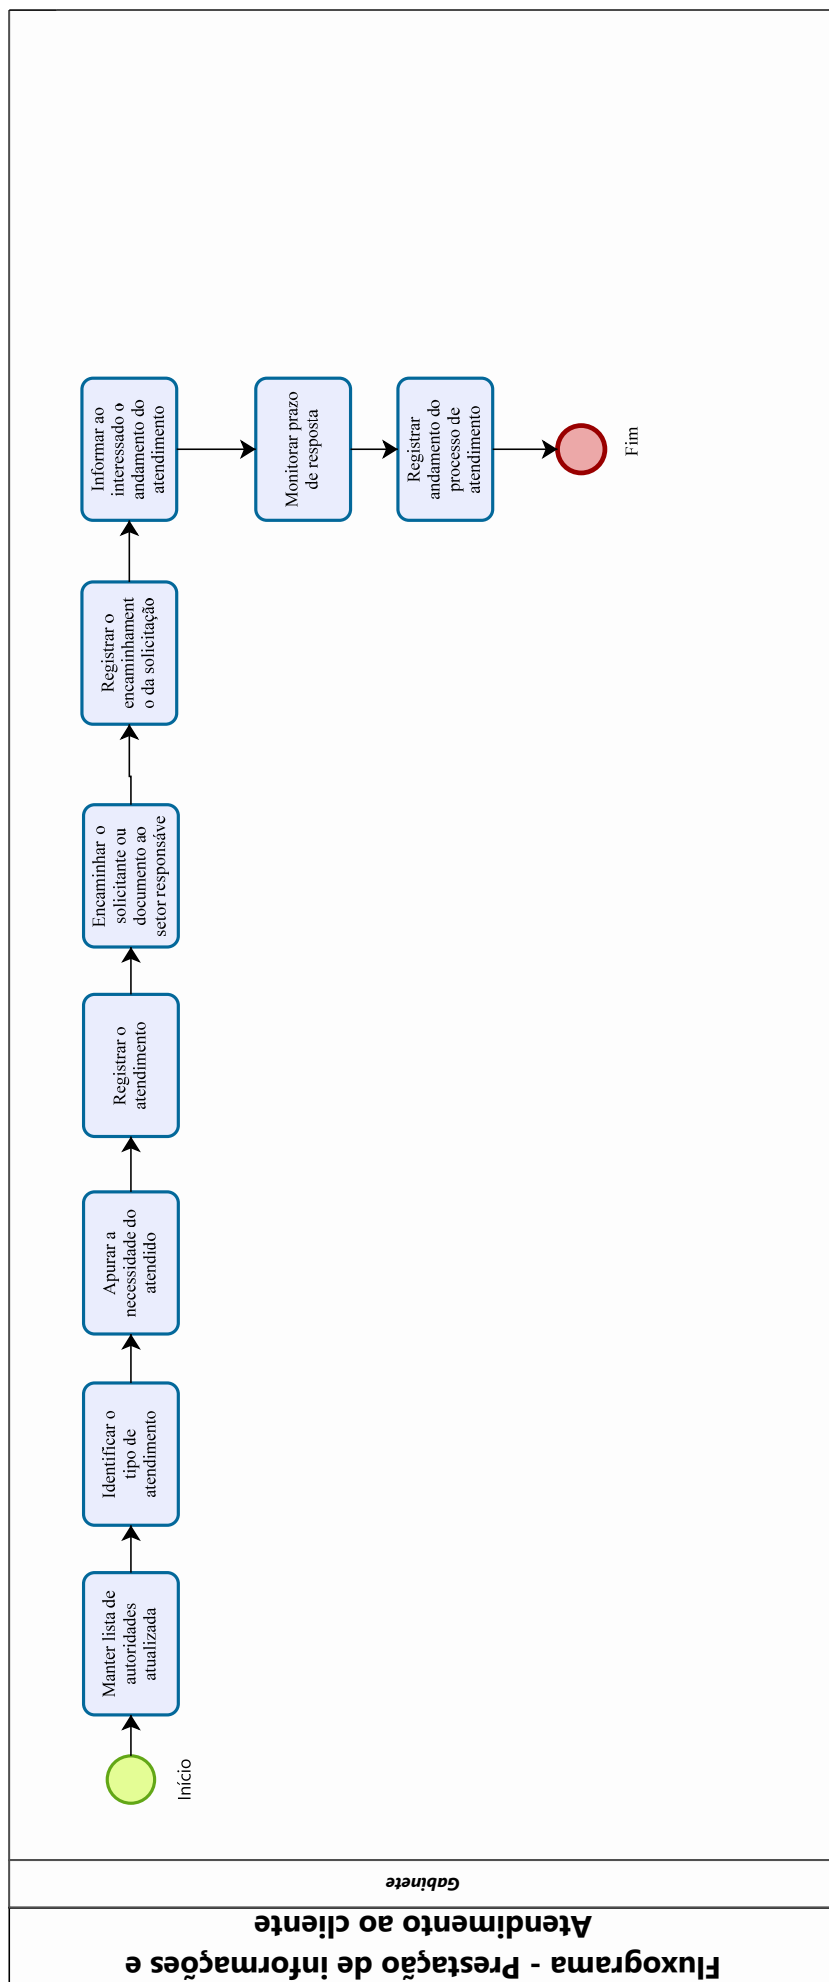 Fluxograma - Prestação de informações e
Atendimento ao cliente
Gabinete
Início
Manter lista de
autoridades
atualizada
Identificar o
tipo de
atendimento
Apurar a
necessidade do
atendido
Registrar o
atendimento
Encaminhar o
solicitante ou
documento ao
setor responsáve
Registrar o
encaminhament
o da solicitação
Informar ao
interessado o
andamento do
atendimento
Monitorar prazo
de resposta
Registrar
andamento do
processo de
atendimento
Fim